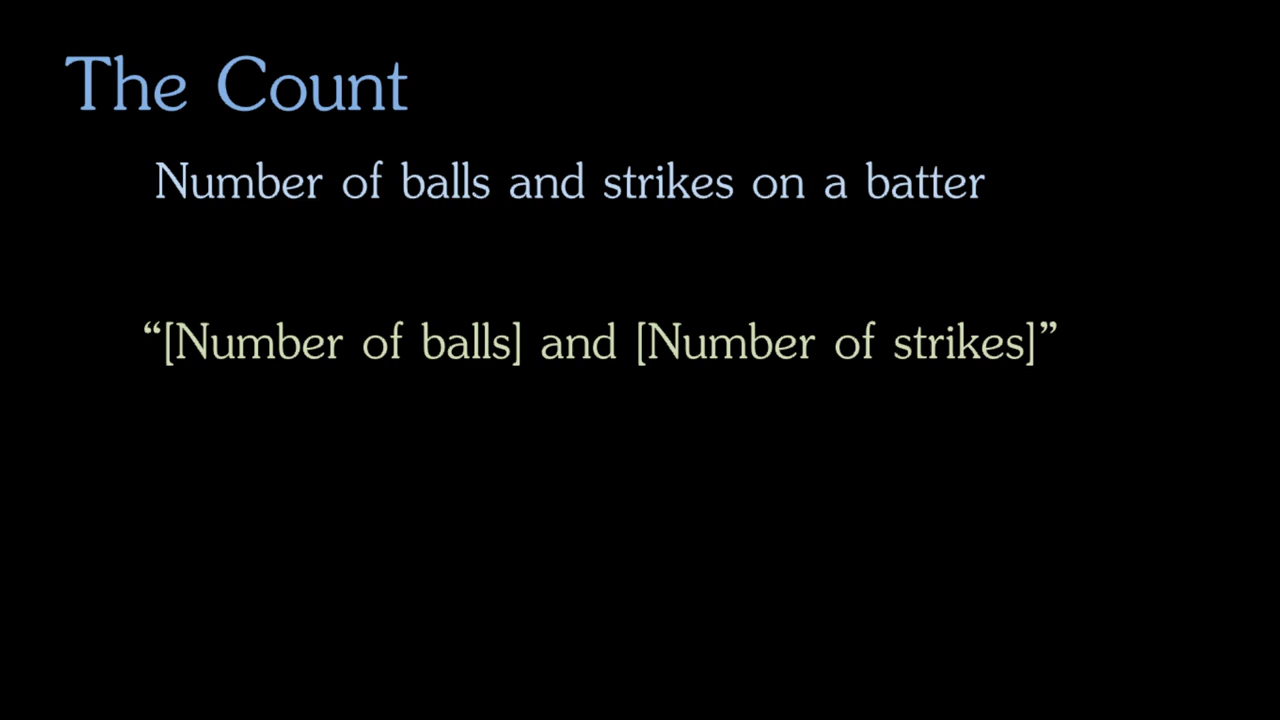 The Count
Number of balls and strikes on a batter
“[Number of balls] and [Number of strikes]”